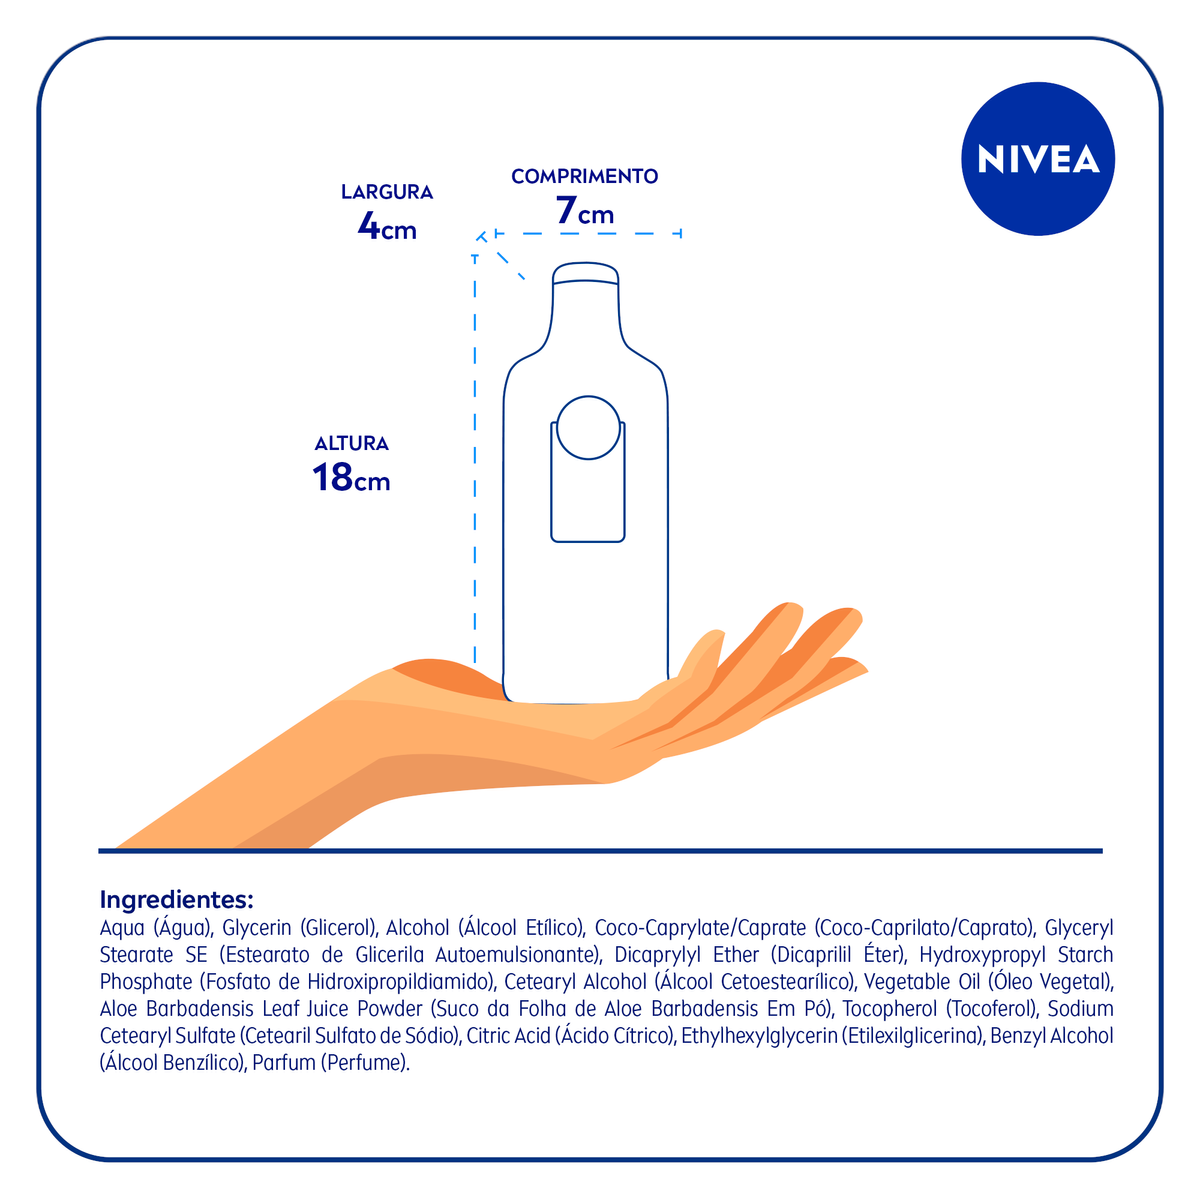 NIVEA
COMPRIMENTO
7cm
LARGURA
4cm
ALTURA
18cm
Ingredientes:
Aqua (Água), Glycerin (Glicerol), Alcohol (Álcool Etílico), Coco-Caprylate/Caprate (Coco-Caprilato/Caprato), Glyceryl
Stearate SE (Estearato de Glicerila Autoemulsionante), Dicaprylyl Ether (Dicaprilil Éter), Hydroxypropyl Starch
Phosphate (Fosfato de Hidroxipropildiamido), Cetearyl Alcohol (Álcool Cetoestearílico), Vegetable Oil (Óleo Vegetal),
Aloe Barbadensis Leaf Juice Powder (Suco da Folha de Aloe Barbadensis Em Pó), Tocopherol (Tocoferol), Sodium
Cetearyl Sulfate (Cetearil Sulfato de Sódio), Citric Acid (Ácido Cítrico), Ethylhexylglycerin (Etilexilglicerina), Benzyl Alcohol
(Álcool Benzílico), Parfum (Perfume).